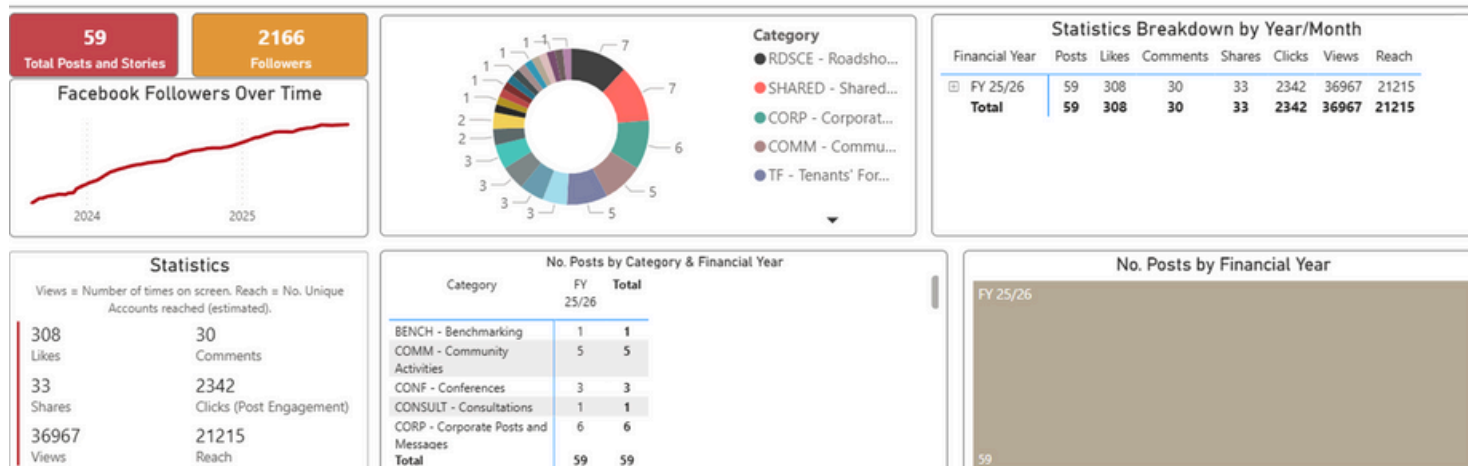 59
Total Posts and Stories
2166
Followers
Facebook Followers Over Time
2024
2025
7
7
6
5
5
3
3
3
3
2
2
1
1
1
1
1
1
1
Category
RDSCE - Roadsho...
SHARED - Shared...
CORP - Corporat...
COMM - Commu...
TF - Tenants' For...
Statistics Breakdown by Year/Month
Financial Year Posts Likes Comments Shares Clicks Views Reach
FY 25/26 59 308 30 33 2342 36967 21215
Total 59 308 30 33 2342 36967 21215
Statistics
Views = Number of times on screen. Reach = No. Unique
Accounts reached (estimated).
308 30
Likes Comments
33 2342
Shares Clicks (Post Engagement)
36967 21215
Views Reach
No. Posts by Category & Financial Year
Category FY Total
25/26
BENCH - Benchmarking 1 1
COMM - Community 5 5
Activities
CONF - Conferences 3 3
CONSULT - Consultations 1 1
CORP - Corporate Posts and 6 6
Messages
Total 59 59
No. Posts by Financial Year
FY 25/26
59